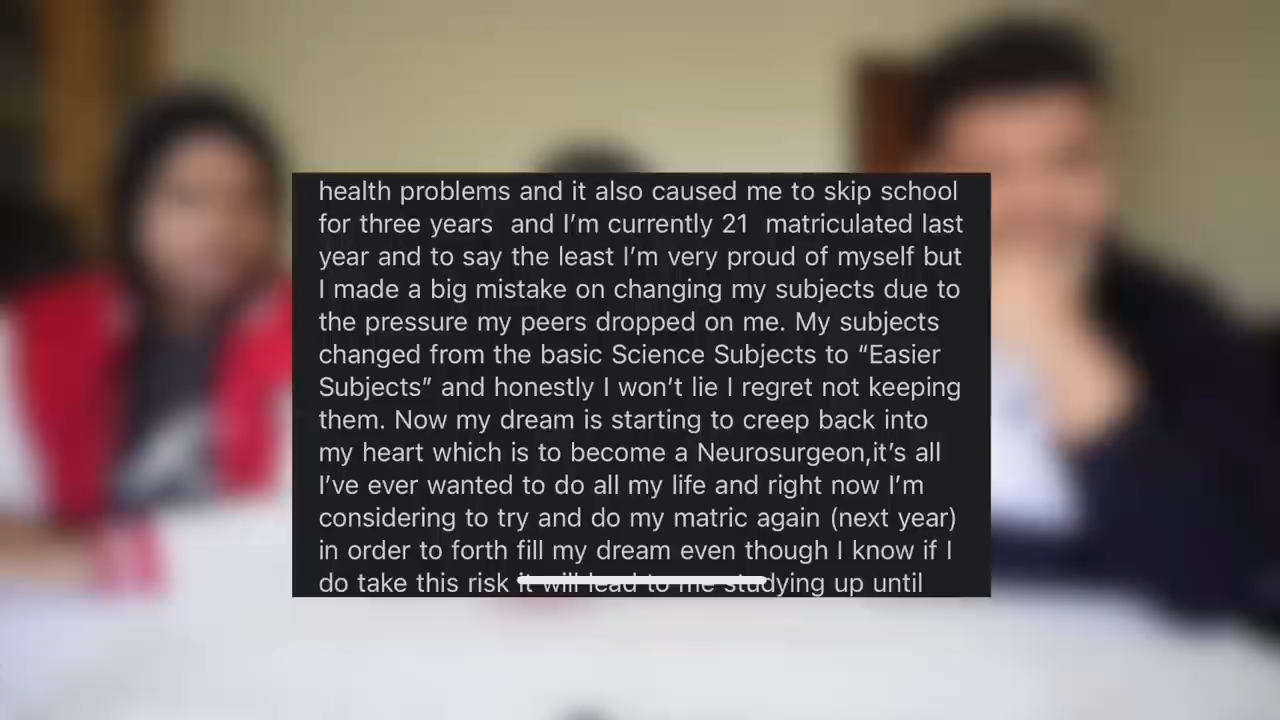 health problems and it also caused me to skip school
for three years and I'm currently 21 matriculated last
year and to say the least I'm very proud of myself but
I made a big mistake on changing my subjects due to
the pressure my peers dropped on me. My subjects
changed from the basic Science Subjects to “Easier
Subjects” and honestly I won't lie I regret not keeping
them. Now my dream is starting to creep back into
my heart which is to become a Neurosurgeon,it's all
I've ever wanted to do all my life and right now I'm
considering to try and do my matric again (next year)
in order to forth fill my dream even though I know if I
do take this risk it will lead to me studying up until